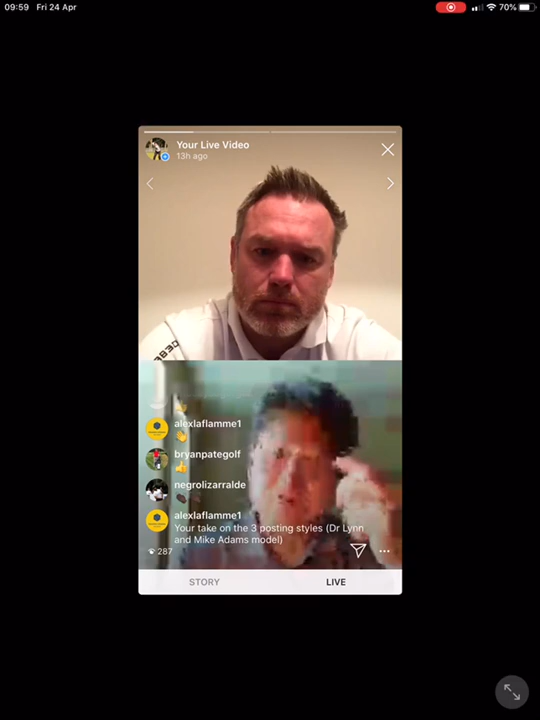 09:59 Fri 24 Apr
70%
Your Live Video
13h ago
alexlaflamme1
bryanpategolf
negrolizarralde
alexlaflamme1
Your take on the 3 posting styles (Dr Lynn
and Mike Adams model)
287
STORY
LIVE